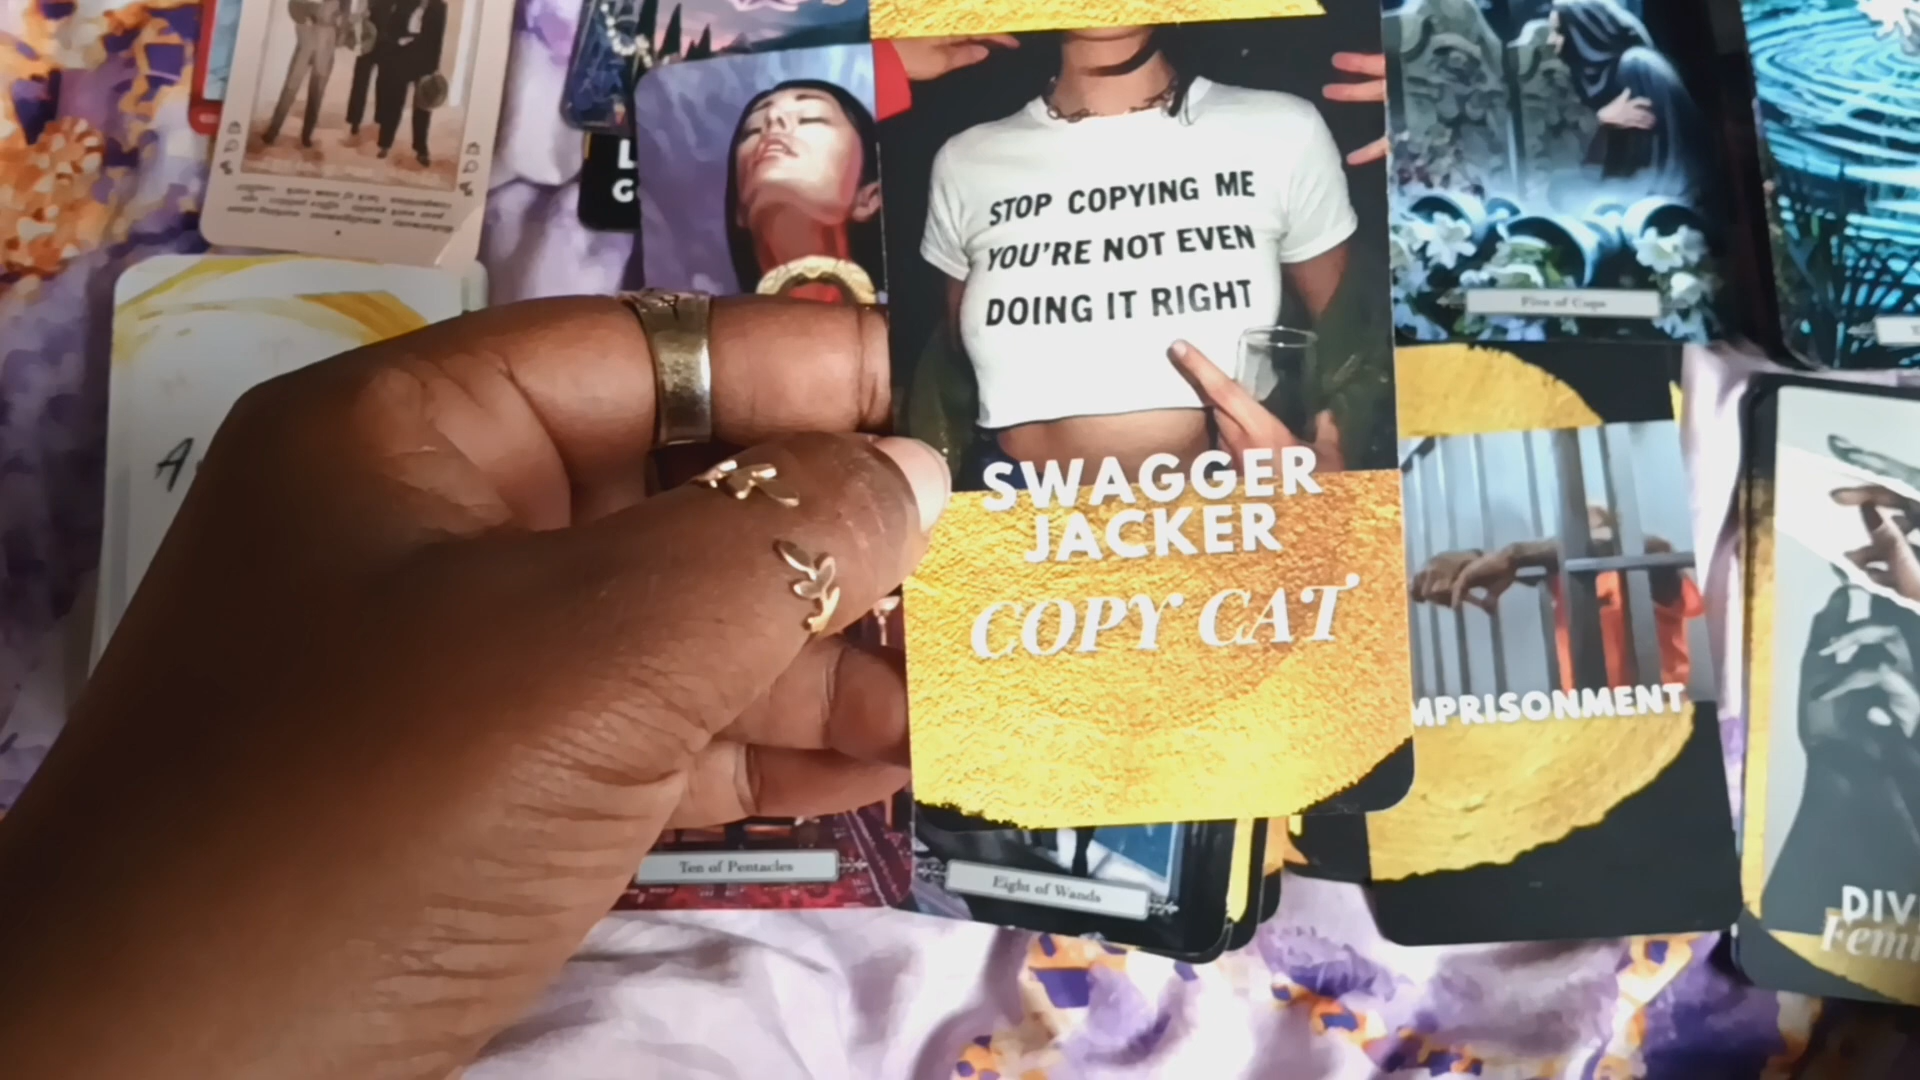 STOP COPYING ME
YOU'RE NOT EVEN
DOING IT RIGHT
SWAGGER
JACKER
COPY CAT
Five of Cups
MPRISONMENT
Ten of Pentacles
Eight of Wands
DIV
Femi
L
G
A